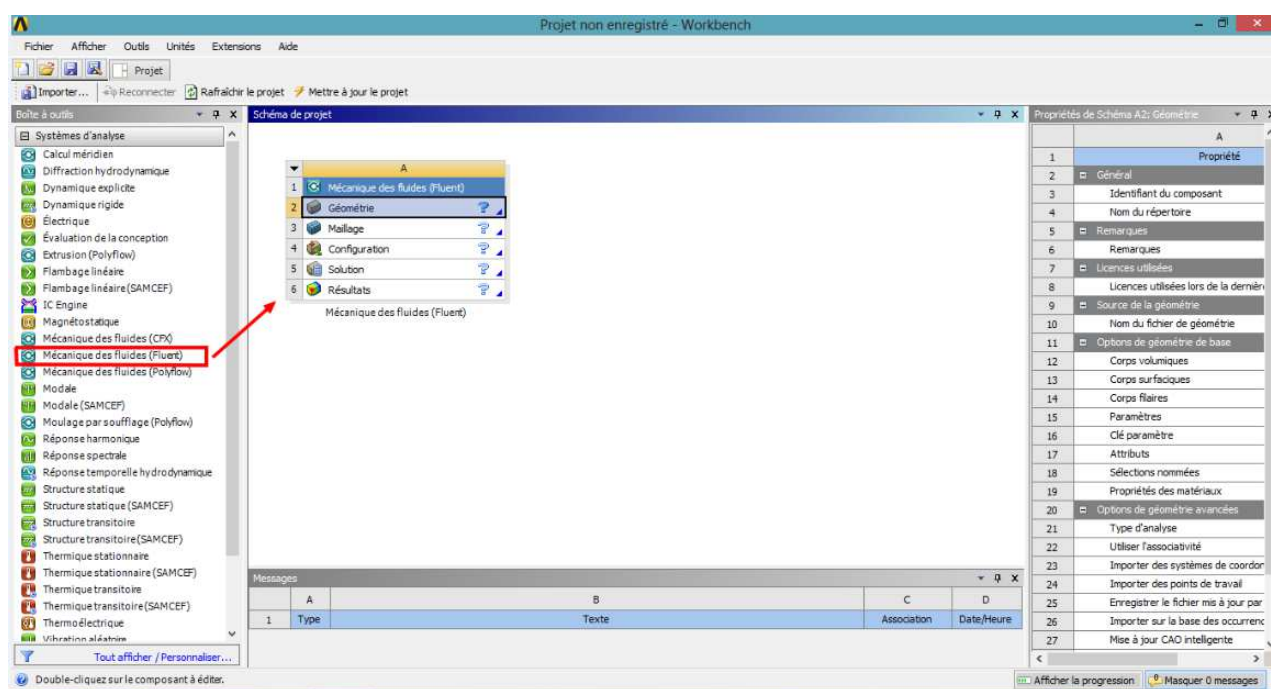 Projet non enregistré - Workbench
Fichier Afficher Outils Unités Extensions Aide
Projet
Importer... Reconnecter Rafraîchir le projet Mettre à jour le projet
Boîte à outils
Systèmes d'analyse
Calcul méridien
Diffraction hydrodynamique
Dynamique explicite
Dynamique rigide
Électrique
Évaluation de la conception
Extrusion (Polyflow)
Flambage linéaire
Flambage linéaire (SAMCEF)
IC Engine
Magnétostatique
Mécanique des fluides (CFX)
Mécanique des fluides (Fluent)
Mécanique des fluides (Polyflow)
Modale
Modale (SAMCEF)
Moulage par soufflage (Polyflow)
Réponse harmonique
Réponse spectrale
Réponse temporelle hydrodynamique
Structure statique
Structure statique (SAMCEF)
Structure transitoire
Structure transitoire (SAMCEF)
Thermique stationnaire
Thermique stationnaire (SAMCEF)
Thermique transitoire
Thermique transitoire (SAMCEF)
Thermoélectrique
Vibration aléatoire
Tout afficher / Personnaliser...
Schéma de projet
A
1 Mécanique des fluides (Fluent)
2 Géométrie ?
3 Maillage ?
4 Configuration ?
5 Solution ?
6 Résultats ?
Mécanique des fluides (Fluent)
Messages
A B C D
1 Type Texte Association Date/Heure
Propriétés de Schéma A2: Géométrie
A
1 Propriété
2 Général
3 Identifiant du composant
4 Nom du répertoire
5 Remarques
6 Remarques
7 Licences utilisées
8 Licences utilisées lors de la dernièr
9 Source de la géométrie
10 Nom du fichier de géométrie
11 Options de géométrie de base
12 Corps volumiques
13 Corps surfaciques
14 Corps filaires
15 Paramètres
16 Clé paramètre
17 Attributs
18 Sélections nommées
19 Propriétés des matériaux
20 Options de géométrie avancées
21 Type d'analyse
22 Utiliser l'associativité
23 Importer des systèmes de coordon
24 Importer des points de travail
25 Enregistrer le fichier mis à jour par
26 Importer sur la base des occurrenc
27 Mise à jour CAO intelligente
Double-cliquez sur le composant à éditer.
Afficher la progression Masquer 0 messages